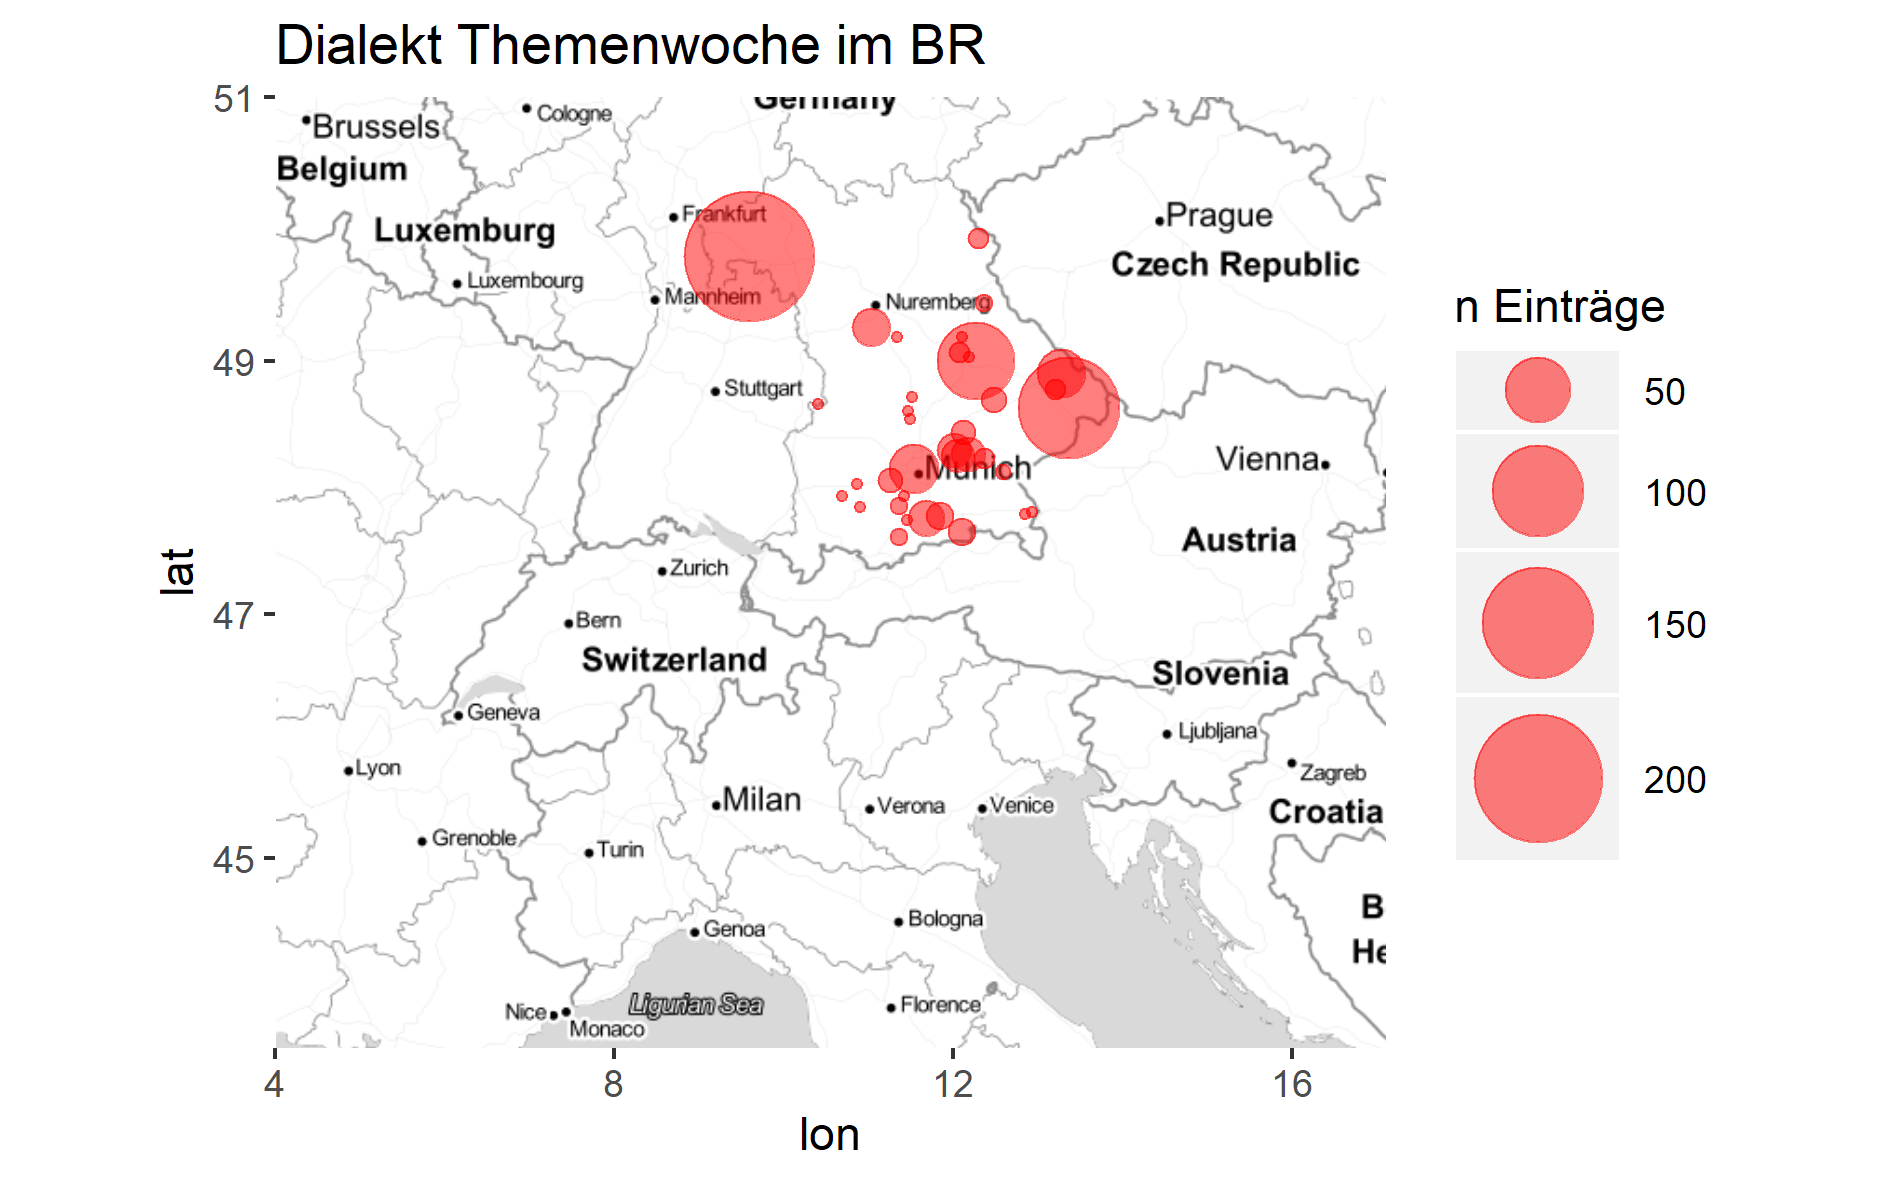 Dialekt Themenwoche im BR
51
49
47
45
lat
4
8
12
16
lon
Germany
Cologne
Brussels
Belgium
Frankfurt
Prague
Luxemburg
Czech Republic
Luxembourg
Mannheim
Nuremberg
Stuttgart
Vienna
Munich
Austria
Zurich
Bern
Switzerland
Slovenia
Geneva
Ljubljana
Lyon
Zagreb
Milan
Verona
Venice
Croatia
Grenoble
Turin
B
Bologna
Genoa
He
Ligurian Sea
Florence
Nice
Monaco
n Einträge
50
100
150
200